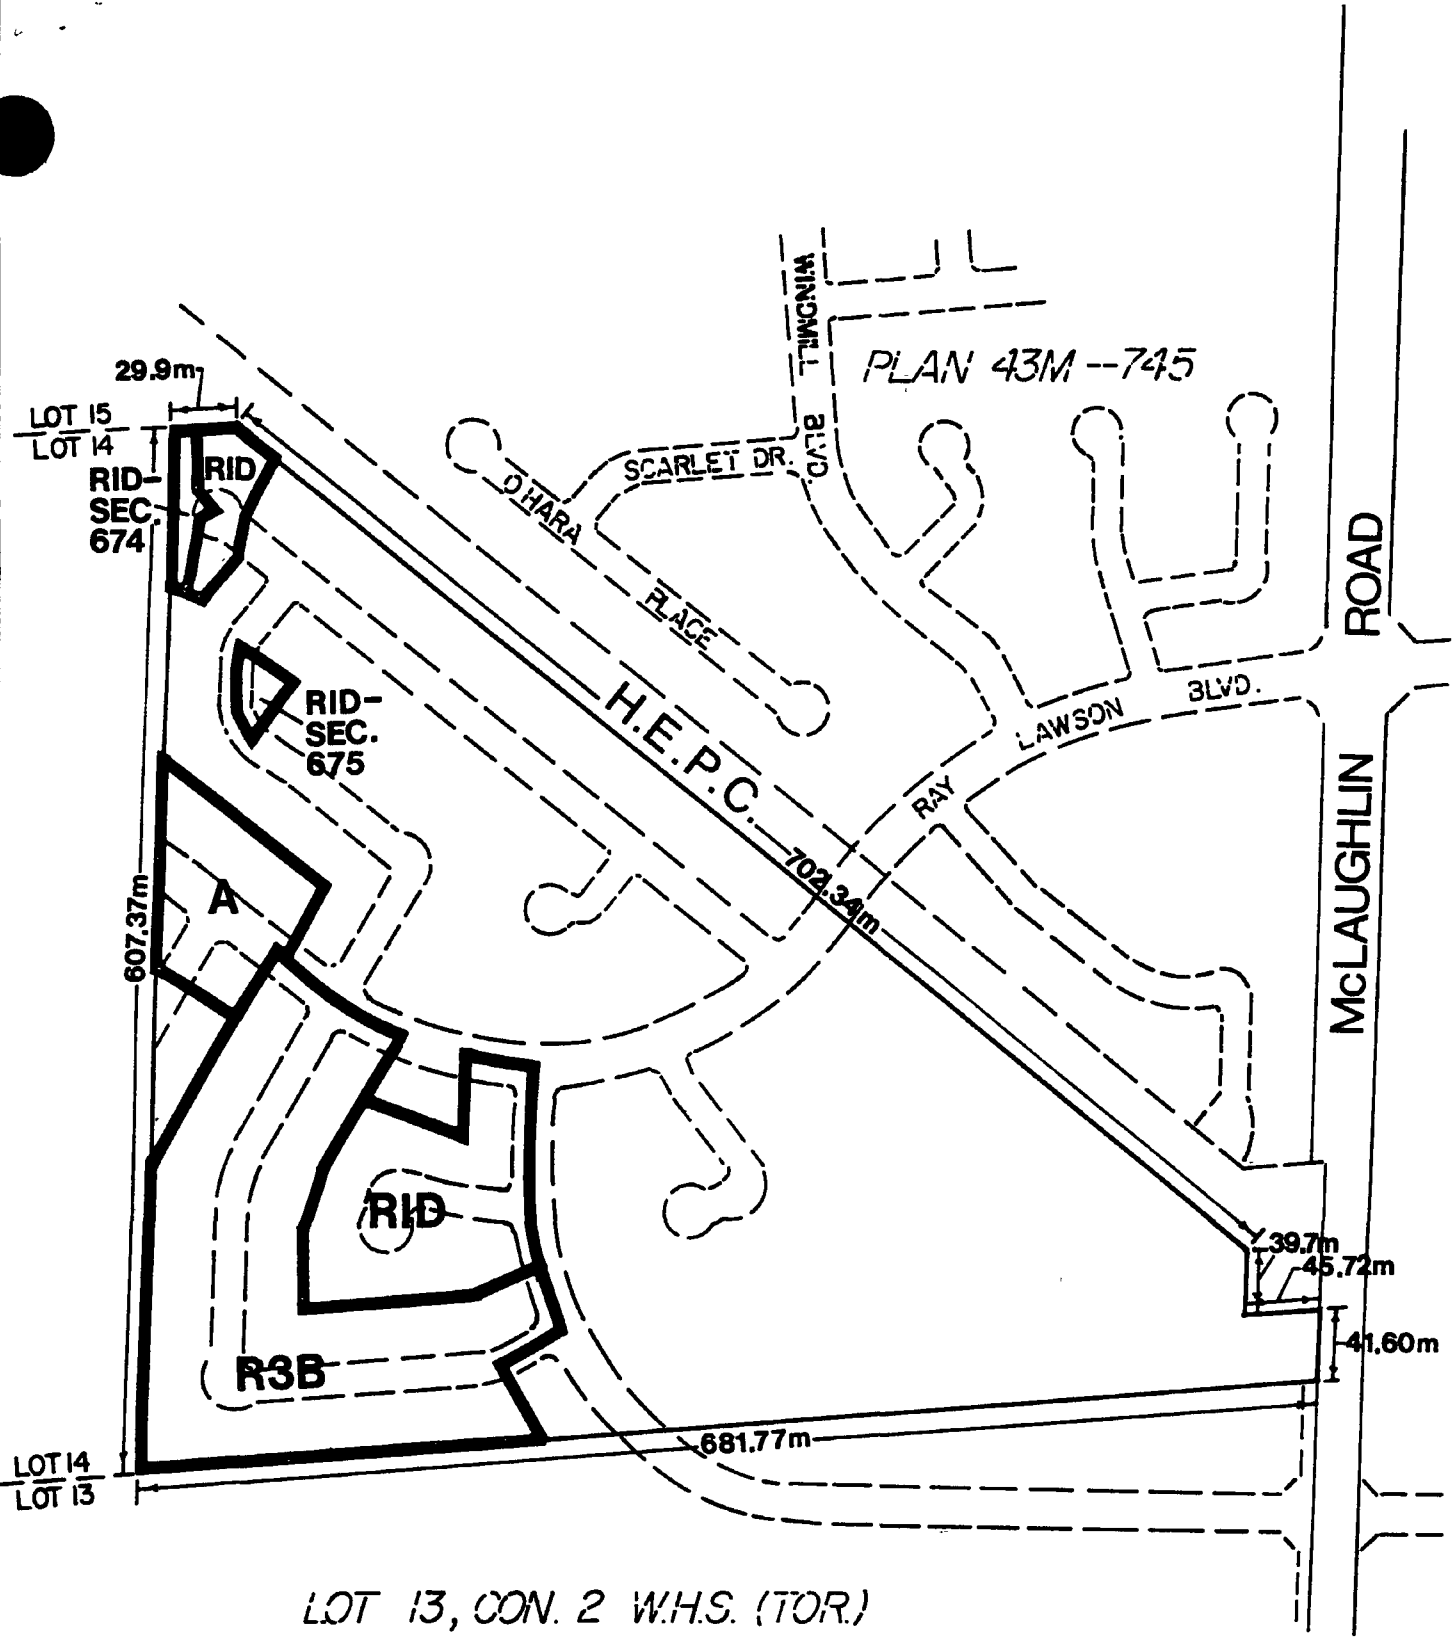 WINDMILL BLVD.
PLAN 43M--745
29.9m
LOT 15
LOT 14
RID
RID-
SEC.
674
SCARLET DR.
O'HARA PLACE
ROAD
McLAUGHLIN
RID-
SEC.
675
H.E.P.C.
RAY LAWSON BLVD.
702.34m
A
607.37m
RID
39.7m
45.72m
41.60m
R3B
681.77m
LOT 14
LOT 13
LOT 13, CON. 2 W.H.S. (TOR.)